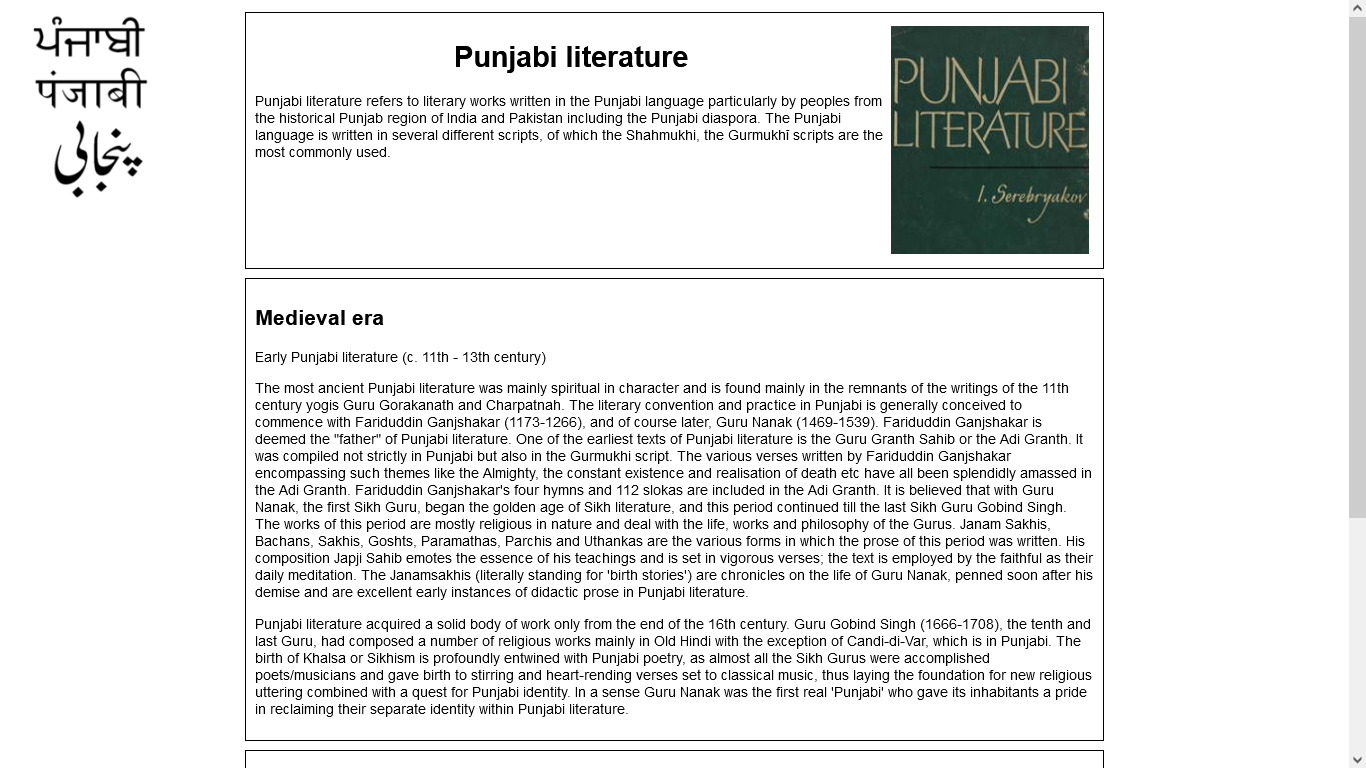 ਪੰਜਾਬੀ
पंजाबी
پنجابی
Punjabi literature
Punjabi literature refers to literary works written in the Punjabi language particularly by peoples from
the historical Punjab region of India and Pakistan including the Punjabi diaspora. The Punjabi
language is written in several different scripts, of which the Shahmukhi, the Gurmukhī scripts are the
most commonly used.
PUNJABI
LITERATURE
I. Serebryakov
Medieval era
Early Punjabi literature (c. 11th - 13th century)
The most ancient Punjabi literature was mainly spiritual in character and is found mainly in the remnants of the writings of the 11th
century yogis Guru Gorakanath and Charpatnah. The literary convention and practice in Punjabi is generally conceived to
commence with Fariduddin Ganjshakar (1173-1266), and of course later, Guru Nanak (1469-1539). Fariduddin Ganjshakar is
deemed the "father" of Punjabi literature. One of the earliest texts of Punjabi literature is the Guru Granth Sahib or the Adi Granth. It
was compiled not strictly in Punjabi but also in the Gurmukhi script. The various verses written by Fariduddin Ganjshakar
encompassing such themes like the Almighty, the constant existence and realisation of death etc have all been splendidly amassed in
the Adi Granth. Fariduddin Ganjshakar's four hymns and 112 slokas are included in the Adi Granth. It is believed that with Guru
Nanak, the first Sikh Guru, began the golden age of Sikh literature, and this period continued till the last Sikh Guru Gobind Singh.
The works of this period are mostly religious in nature and deal with the life, works and philosophy of the Gurus. Janam Sakhis,
Bachans, Sakhis, Goshts, Paramathas, Parchis and Uthankas are the various forms in which the prose of this period was written. His
composition Japji Sahib emotes the essence of his teachings and is set in vigorous verses; the text is employed by the faithful as their
daily meditation. The Janamsakhis (literally standing for 'birth stories') are chronicles on the life of Guru Nanak, penned soon after his
demise and are excellent early instances of didactic prose in Punjabi literature.
Punjabi literature acquired a solid body of work only from the end of the 16th century. Guru Gobind Singh (1666-1708), the tenth and
last Guru, had composed a number of religious works mainly in Old Hindi with the exception of Candi-di-Var, which is in Punjabi. The
birth of Khalsa or Sikhism is profoundly entwined with Punjabi poetry, as almost all the Sikh Gurus were accomplished
poets/musicians and gave birth to stirring and heart-rending verses set to classical music, thus laying the foundation for new religious
uttering combined with a quest for Punjabi identity. In a sense Guru Nanak was the first real 'Punjabi' who gave its inhabitants a pride
in reclaiming their separate identity within Punjabi literature.